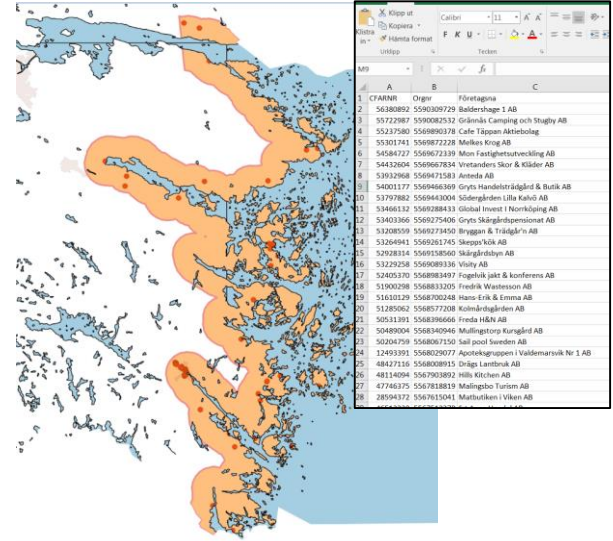 Klipp ut
Kopiera
Klistra in
Hämta format
Urklipp
Calibri 11 A A
F K U A
Tecken
M9 fx
A B C
1 CFARNR Orgnr Företagsna
2 56380892 5590309729 Baldershage 1 AB
3 55722987 5590082532 Grännäs Camping och Stugby AB
4 55237580 5569890378 Cafe Täppan Aktiebolag
5 55301741 5569872228 Melkes Krog AB
6 54584727 5569672339 Mon Fastighetsutveckling AB
7 54432604 5569667834 Vretanders Skor & Kläder AB
8 53932968 5569471583 Anteda AB
9 54001177 5569466369 Gryts Handelsträdgård & Butik AB
10 53797882 5569443004 Södergården Lilla Kalvö AB
11 53466132 5569288433 Global Invest I Norrköping AB
12 53403366 5569275406 Gryts Skärgårdspensionat AB
13 53208559 5569273450 Bryggan & Trädgår'n AB
14 53264941 5569261745 Skepps'kök AB
15 52928314 5569158560 Skärgårdsbyn AB
16 53229258 5569089336 Visity AB
17 52405370 5568983497 Fogelvik jakt & konferens AB
18 51900298 5568833205 Fredrik Wastesson AB
19 51610129 5568700248 Hans-Erik & Emma AB
20 51285062 5568577208 Kolmårdsgården AB
21 50531298 5568396666 Freda H&N AB
22 50489004 5568340946 Mullingstorp Kursgård AB
23 50204759 5568067150 Sail pool Sweden AB
24 12493391 5568029077 Apoteksgruppen i Valdemarsvik Nr 1 AB
25 48427116 5568008915 Drägs Lantbruk AB
26 48114094 5567903892 Hills Kitchen AB
27 47746375 5567818819 Malingsbo Turism AB
28 28594372 5567615041 Matbutiken i Viken AB